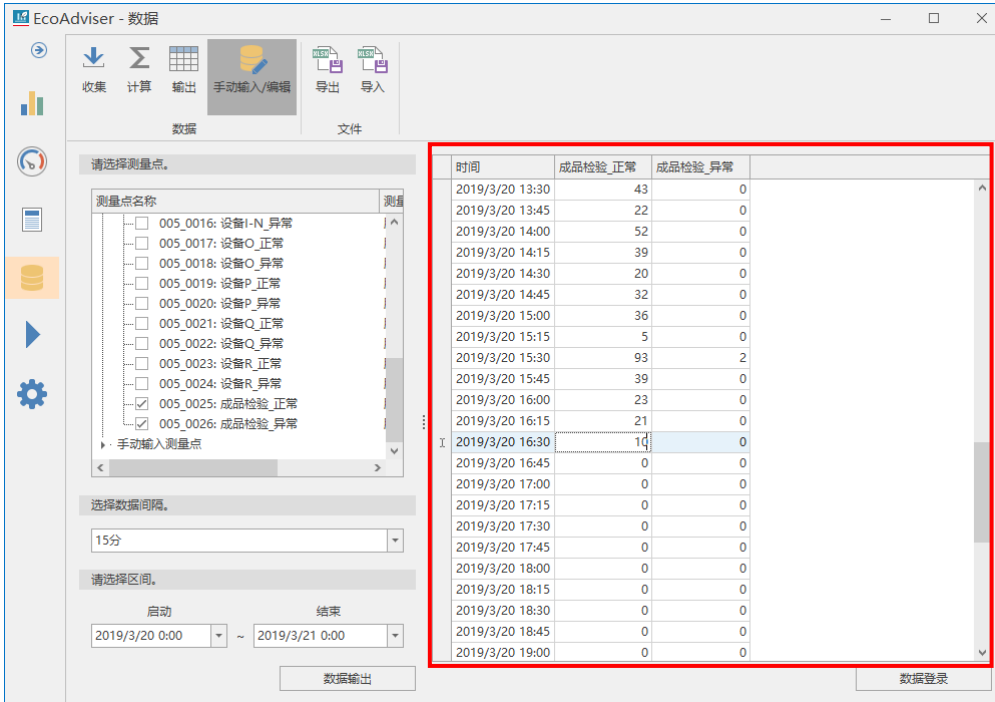 EcoAdviser - 数据
收集 计算 输出 手动输入/编辑 导出 导入
数据 文件
请选择测量点。
测量点名称 测量
005_0016: 设备I-N_异常
005_0017: 设备O_正常
005_0018: 设备O_异常
005_0019: 设备P_正常
005_0020: 设备P_异常
005_0021: 设备Q_正常
005_0022: 设备Q_异常
005_0023: 设备R_正常
005_0024: 设备R_异常
005_0025: 成品检验_正常
005_0026: 成品检验_异常
手动输入测量点
选择数据间隔。
15分
请选择区间。
启动 结束
2019/3/20 0:00 ~ 2019/3/21 0:00
数据输出
时间 成品检验_正常 成品检验_异常
2019/3/20 13:30 43 0
2019/3/20 13:45 22 0
2019/3/20 14:00 52 0
2019/3/20 14:15 39 0
2019/3/20 14:30 20 0
2019/3/20 14:45 32 0
2019/3/20 15:00 36 0
2019/3/20 15:15 5 0
2019/3/20 15:30 93 2
2019/3/20 15:45 39 0
2019/3/20 16:00 23 0
2019/3/20 16:15 21 0
2019/3/20 16:30 10 0
2019/3/20 16:45 0 0
2019/3/20 17:00 0 0
2019/3/20 17:15 0 0
2019/3/20 17:30 0 0
2019/3/20 17:45 0 0
2019/3/20 18:00 0 0
2019/3/20 18:15 0 0
2019/3/20 18:30 0 0
2019/3/20 18:45 0 0
2019/3/20 19:00 0 0
数据登录